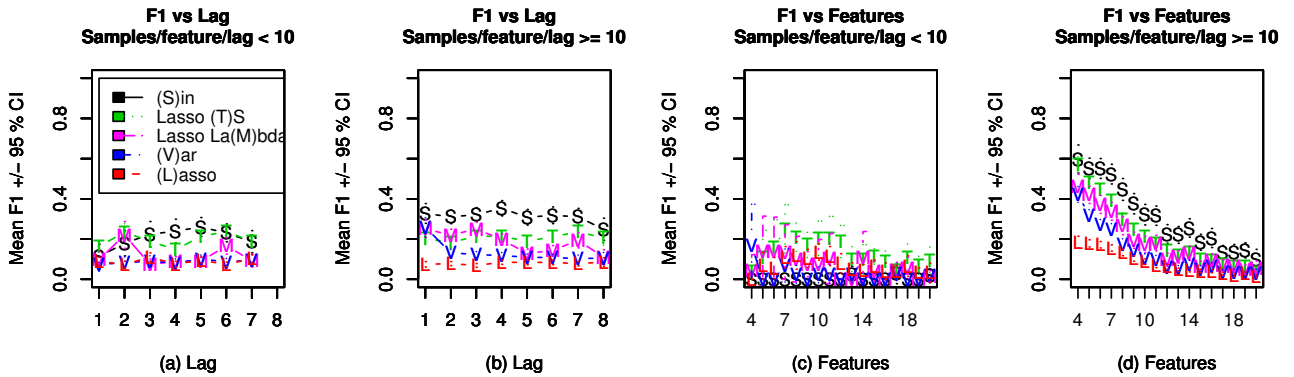 F1 vs Lag
Samples/feature/lag < 10
F1 vs Lag
Samples/feature/lag >= 10
F1 vs Features
Samples/feature/lag < 10
F1 vs Features
Samples/feature/lag >= 10
Mean F1 +/− 95 % CI
0.0 0.4 0.8
(S)in
Lasso (T)S
Lasso La(M)bda
(V)ar
(L)asso
1 2 3 4 5 6 7 8
(a) Lag
Mean F1 +/− 95 % CI
0.0 0.4 0.8
1 2 3 4 5 6 7 8
(b) Lag
Mean F1 +/− 95 % CI
0.0 0.4 0.8
4 7 10 14 18
(c) Features
Mean F1 +/− 95 % CI
0.0 0.4 0.8
4 7 10 14 18
(d) Features